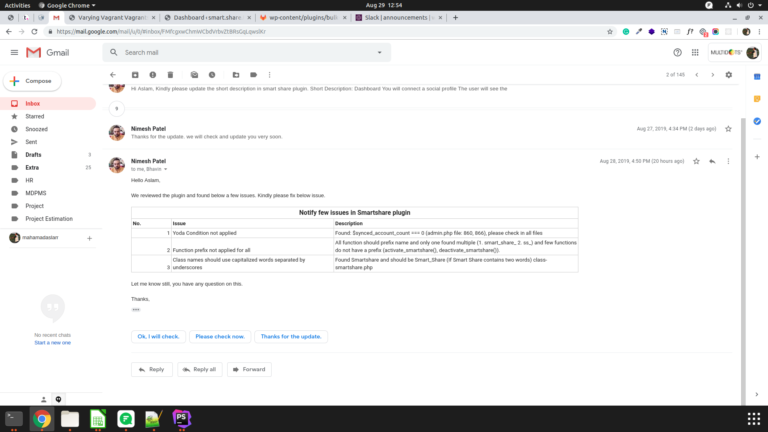 Activities Google Chrome Aug 29 12:54
Varying Vagrant Vagran Dashboard ‹ smart.share wp-content/plugins/bui Slack | announcements |
https://mail.google.com/mail/u/0/#inbox/
Gmail Search mail MULTIDOTS
Compose 2 of 149
Inbox
Starred
Snoozed
Sent
Drafts
Extra
HR
MDPMS
Project
Project Estimation
mahamadaslan
No recent chats
Start a new one
Hi Aslam, Kindly please update the short description in smart share plugin. Short Description: Dashboard You will connect a social profile The user will see the
Nimesh Patel Aug 27, 2019, 4:34 PM (2 days ago)
Thanks for the update. we will check and update you very soon.
Nimesh Patel Aug 28, 2019, 4:50 PM (20 hours ago)
to me, Bhavin
Hello Aslam,
We reviewed the plugin and found below a few issues. Kindly please fix below issue.
Notify few issues in Smartshare plugin
No. Issue Description
1 Yoda Condition not applied Found: $synced_account_count === 0 (admin.php file: 860, 866), please check in all files
2 Function prefix not applied for all All function should prefix name and only one found multiple (1. smart_share_ 2. ss_) and few functions
do not have a prefix (activate_smartshare(), deactivate_smartshare()).
3 Class names should use capitalized words separated by
underscores
Found Smartshare and should be Smart_Share (if Smart Share contains two words) class-
smartshare.php
Let me know still, you have any question on this.
Thanks,
Ok, I will check. Please check now. Thanks for the update.
Reply Reply all Forward
PS